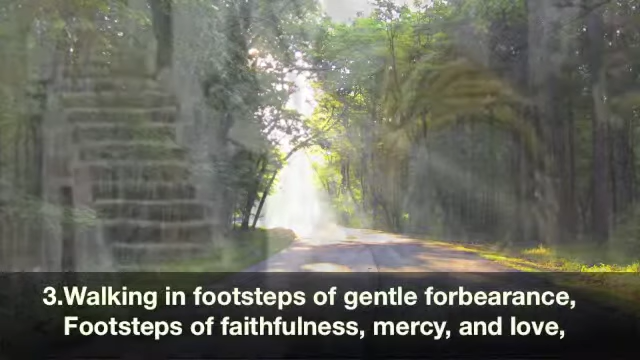 3.Walking in footsteps of gentle forbearance,
Footsteps of faithfulness, mercy, and love,